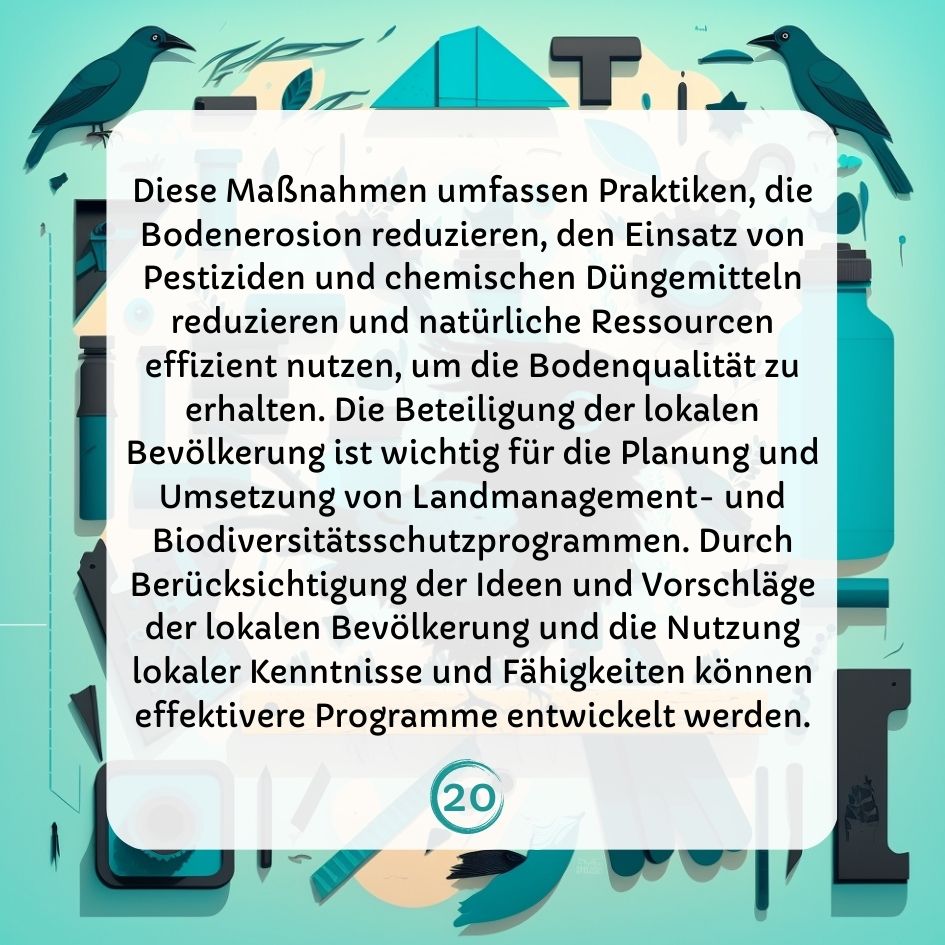 Diese Maßnahmen umfassen Praktiken, die
Bodenerosion reduzieren, den Einsatz von
Pestiziden und chemischen Düngemitteln
reduzieren und natürliche Ressourcen
effizient nutzen, um die Bodenqualität zu
erhalten. Die Beteiligung der lokalen
Bevölkerung ist wichtig für die Planung und
Umsetzung von Landmanagement- und
Biodiversitätsschutzprogrammen. Durch
Berücksichtigung der Ideen und Vorschläge
der lokalen Bevölkerung und die Nutzung
lokaler Kenntnisse und Fähigkeiten können
effektivere Programme entwickelt werden.
20